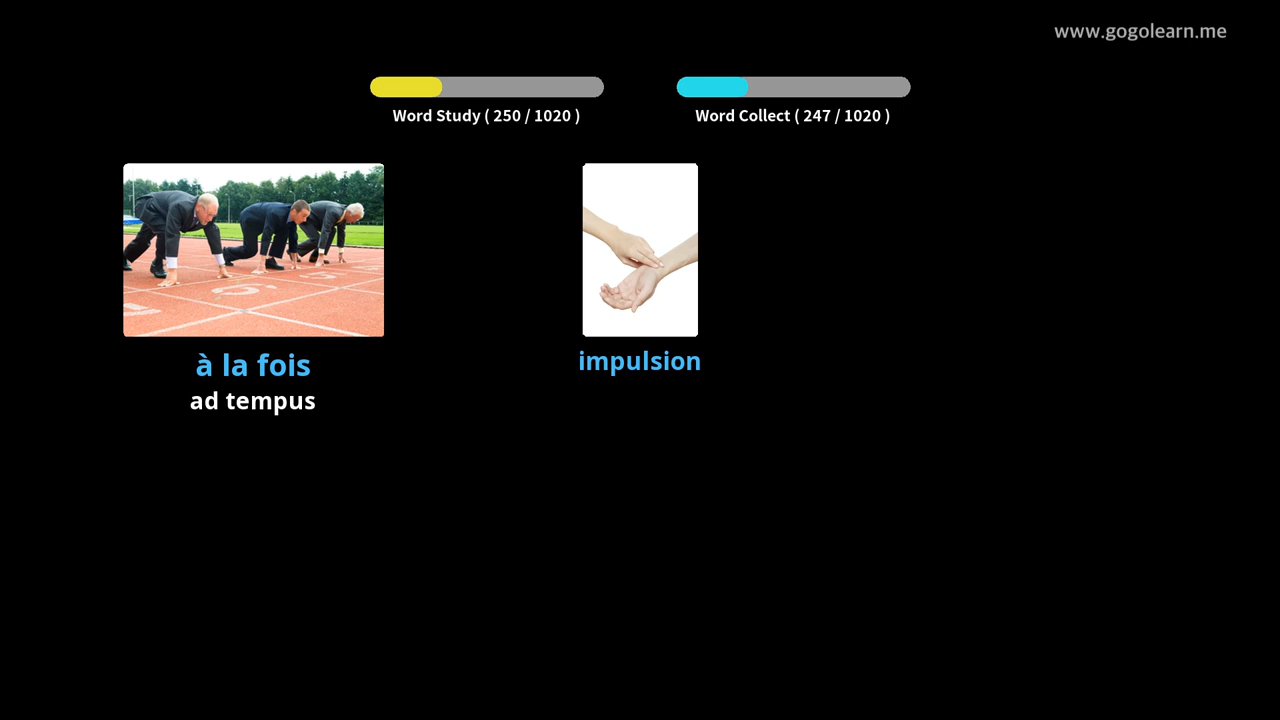 www.gogolearn.me
Word Study ( 250 / 1020 )
Word Collect ( 247 / 1020 )
à la fois
ad tempus
impulsion